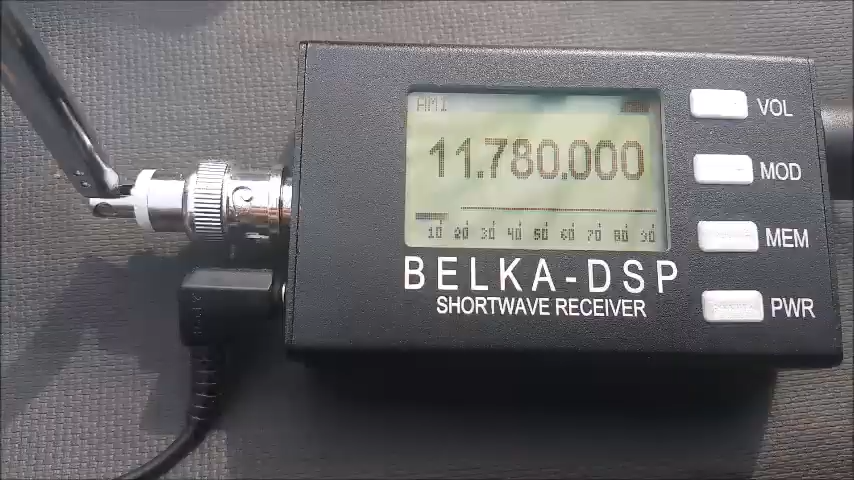 AM1
11.780.000
10 20 30 40 50 60 70 80 90
BELKA-DSP
SHORTWAVE RECEIVER
VOL
MOD
MEM
PWR